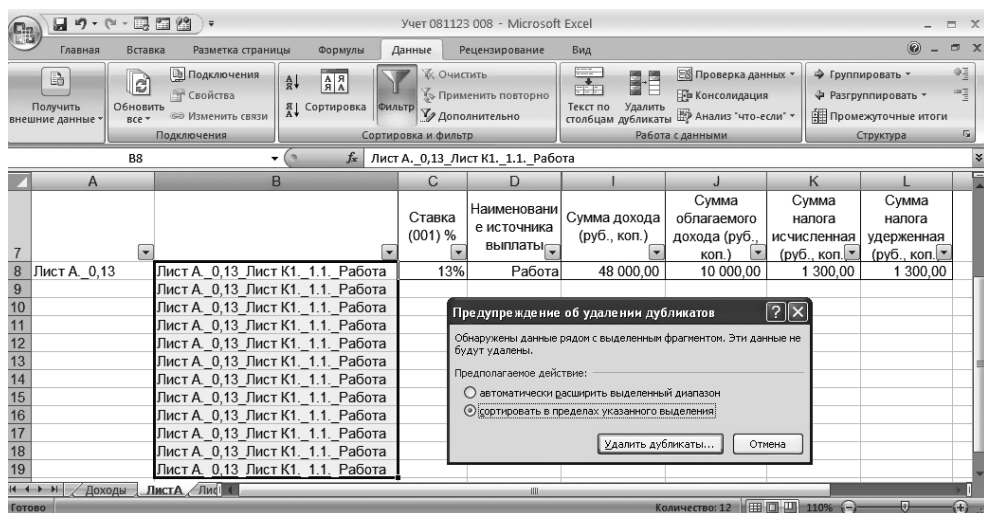 Учет 081123 008 - Microsoft Excel
Главная Вставка Разметка страницы Формулы Данные Рецензирование Вид
Получить внешние данные
Обновить все
Подключения
Свойства
Изменить связи
Подключения
Сортировка
Фильтр
Очистить
Применить повторно
Дополнительно
Сортировка и фильтр
Текст по столбцам
Удалить дубликаты
Проверка данных
Консолидация
Анализ "что-если"
Работа с данными
Группировать
Разгруппировать
Промежуточные итоги
Структура
B8 fx Лист А._0,13_Лист К1._1.1._Работа
A B C D I J K L
7 Ставка (001) % Наименовани е источника выплаты Сумма дохода (руб., коп.) Сумма облагаемого дохода (руб., коп.) Сумма налога исчисленная (руб., коп. Сумма налога удержанная (руб., коп.
8 Лист А._0,13 Лист А._0,13_Лист К1._1.1._Работа 13% Работа 48 000,00 10 000,00 1 300,00 1 300,00
9 Лист А._0,13_Лист К1._1.1._Работа
10 Лист А._0,13_Лист К1._1.1._Работа
11 Лист А._0,13_Лист К1._1.1._Работа
12 Лист А._0,13_Лист К1._1.1._Работа
13 Лист А._0,13_Лист К1._1.1._Работа
14 Лист А._0,13_Лист К1._1.1._Работа
15 Лист А._0,13_Лист К1._1.1._Работа
16 Лист А._0,13_Лист К1._1.1._Работа
17 Лист А._0,13_Лист К1._1.1._Работа
18 Лист А._0,13_Лист К1._1.1._Работа
19 Лист А._0,13_Лист К1._1.1._Работа
Предупреждение об удалении дубликатов
Обнаружены данные рядом с выделенным фрагментом. Эти данные не
будут удалены.
Предполагаемое действие:
автоматически расширить выделенный диапазон
сортировать в пределах указанного выделения
Удалить дубликаты... Отмена
Доходы ЛистА Лис
Готово Количество: 12 110%